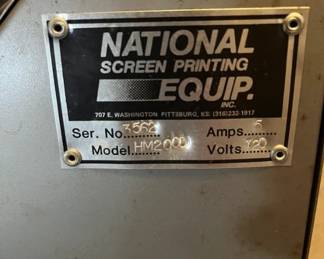 NATIONAL
SCREEN PRINTING
EQUIP.
INC.
707 E. WASHINGTON PITTSBURG, KS (316)232-1917
Ser. No. 3562 Amps. 5
Model HM2000 Volts 120